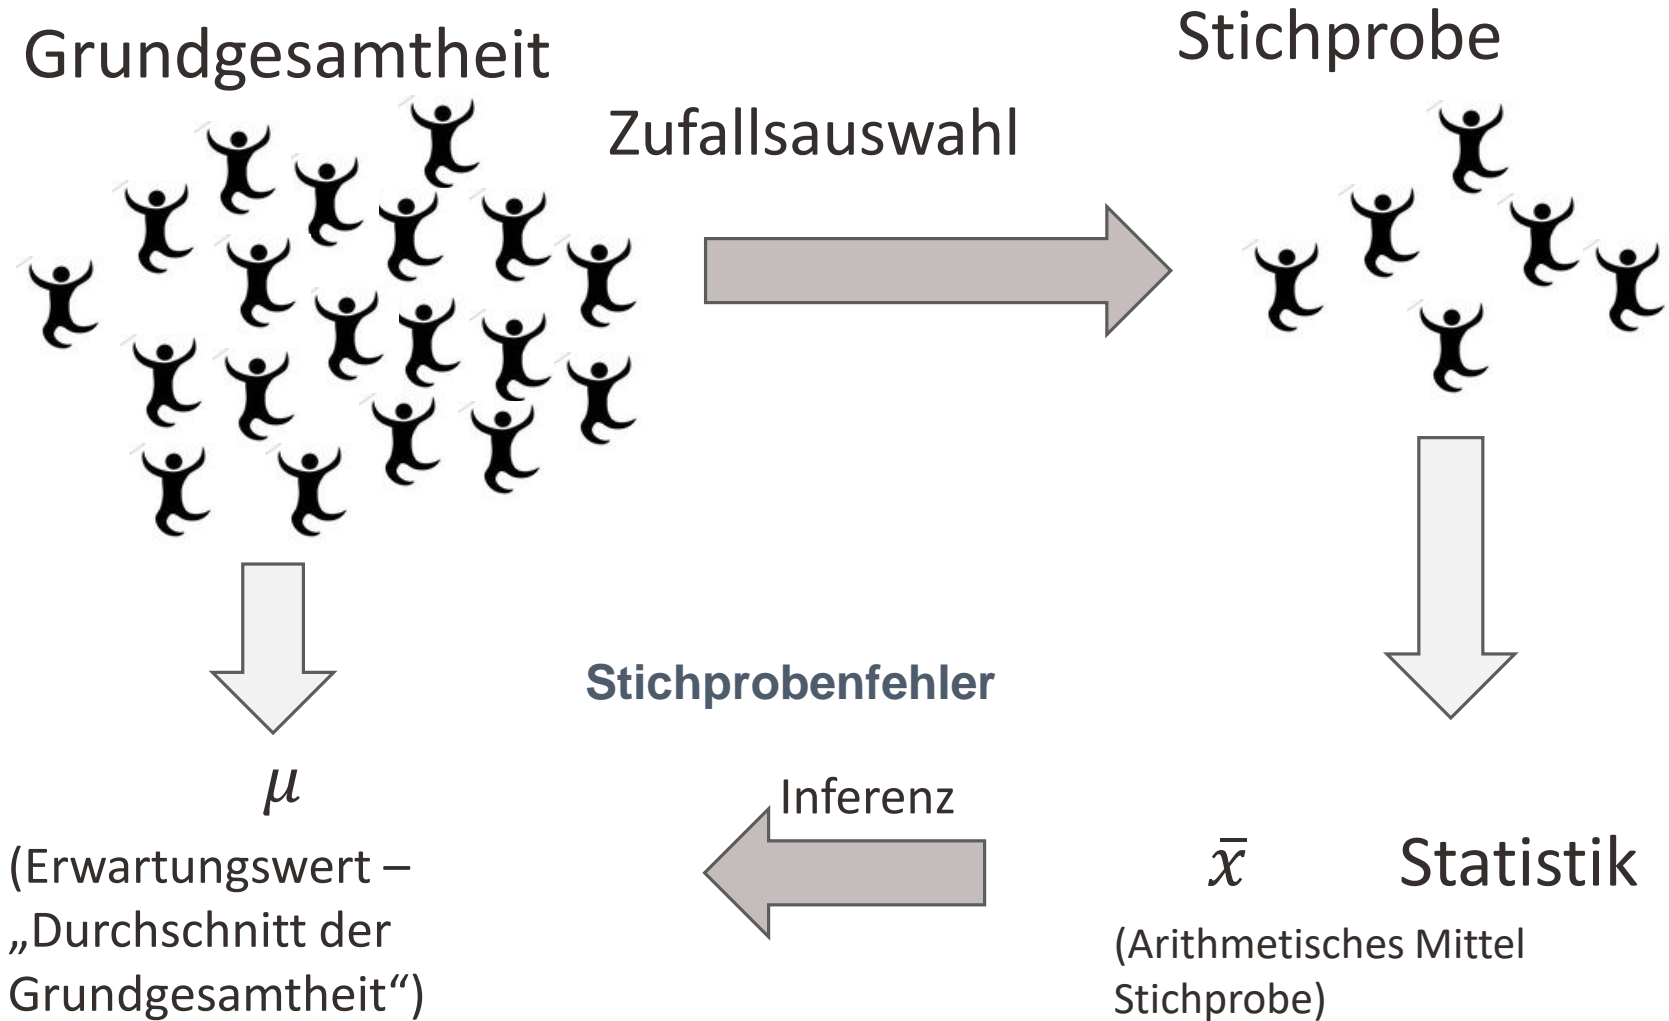 Grundgesamtheit
Stichprobe
Zufallsauswahl
Stichprobenfehler
μ
Inferenz
(Erwartungswert –
„Durchschnitt der
Grundgesamtheit“)
x̄ Statistik
(Arithmetisches Mittel
Stichprobe)